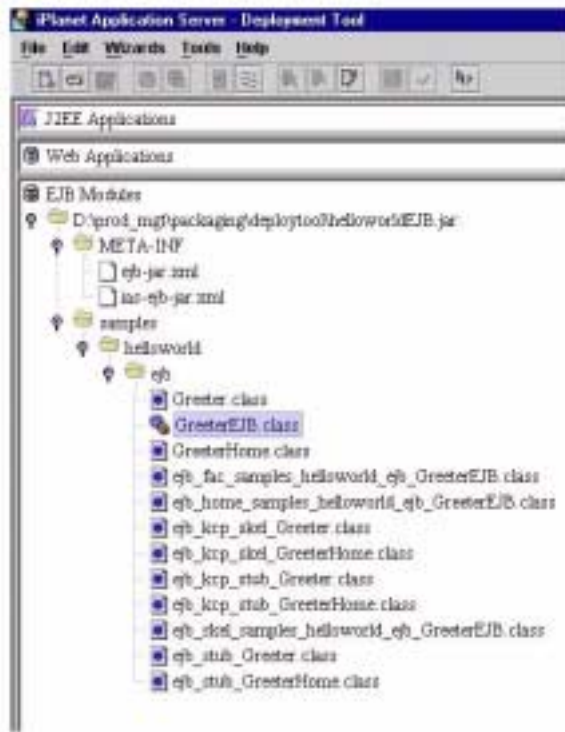 iPlanet Application Server - Deployment Tool
File Edit Wizards Tools Help
J2EE Applications
Web Applications
EJB Modules
D:\prod_mgt\packaging\deploytool\helloworldEJB.jar
META-INF
ejb-jar.xml
ias-ejb-jar.xml
samples
helloworld
ejb
Greeter.class
GreeterEJB.class
GreeterHome.class
ejb_fac_samples_helloworld_ejb_GreeterEJB.class
ejb_home_samples_helloworld_ejb_GreeterEJB.class
ejb_kcp_skel_Greeter.class
ejb_kcp_skel_GreeterHome.class
ejb_kcp_stub_Greeter.class
ejb_kcp_stub_GreeterHome.class
ejb_skel_samples_helloworld_ejb_GreeterEJB.class
ejb_stub_Greeter.class
ejb_stub_GreeterHome.class